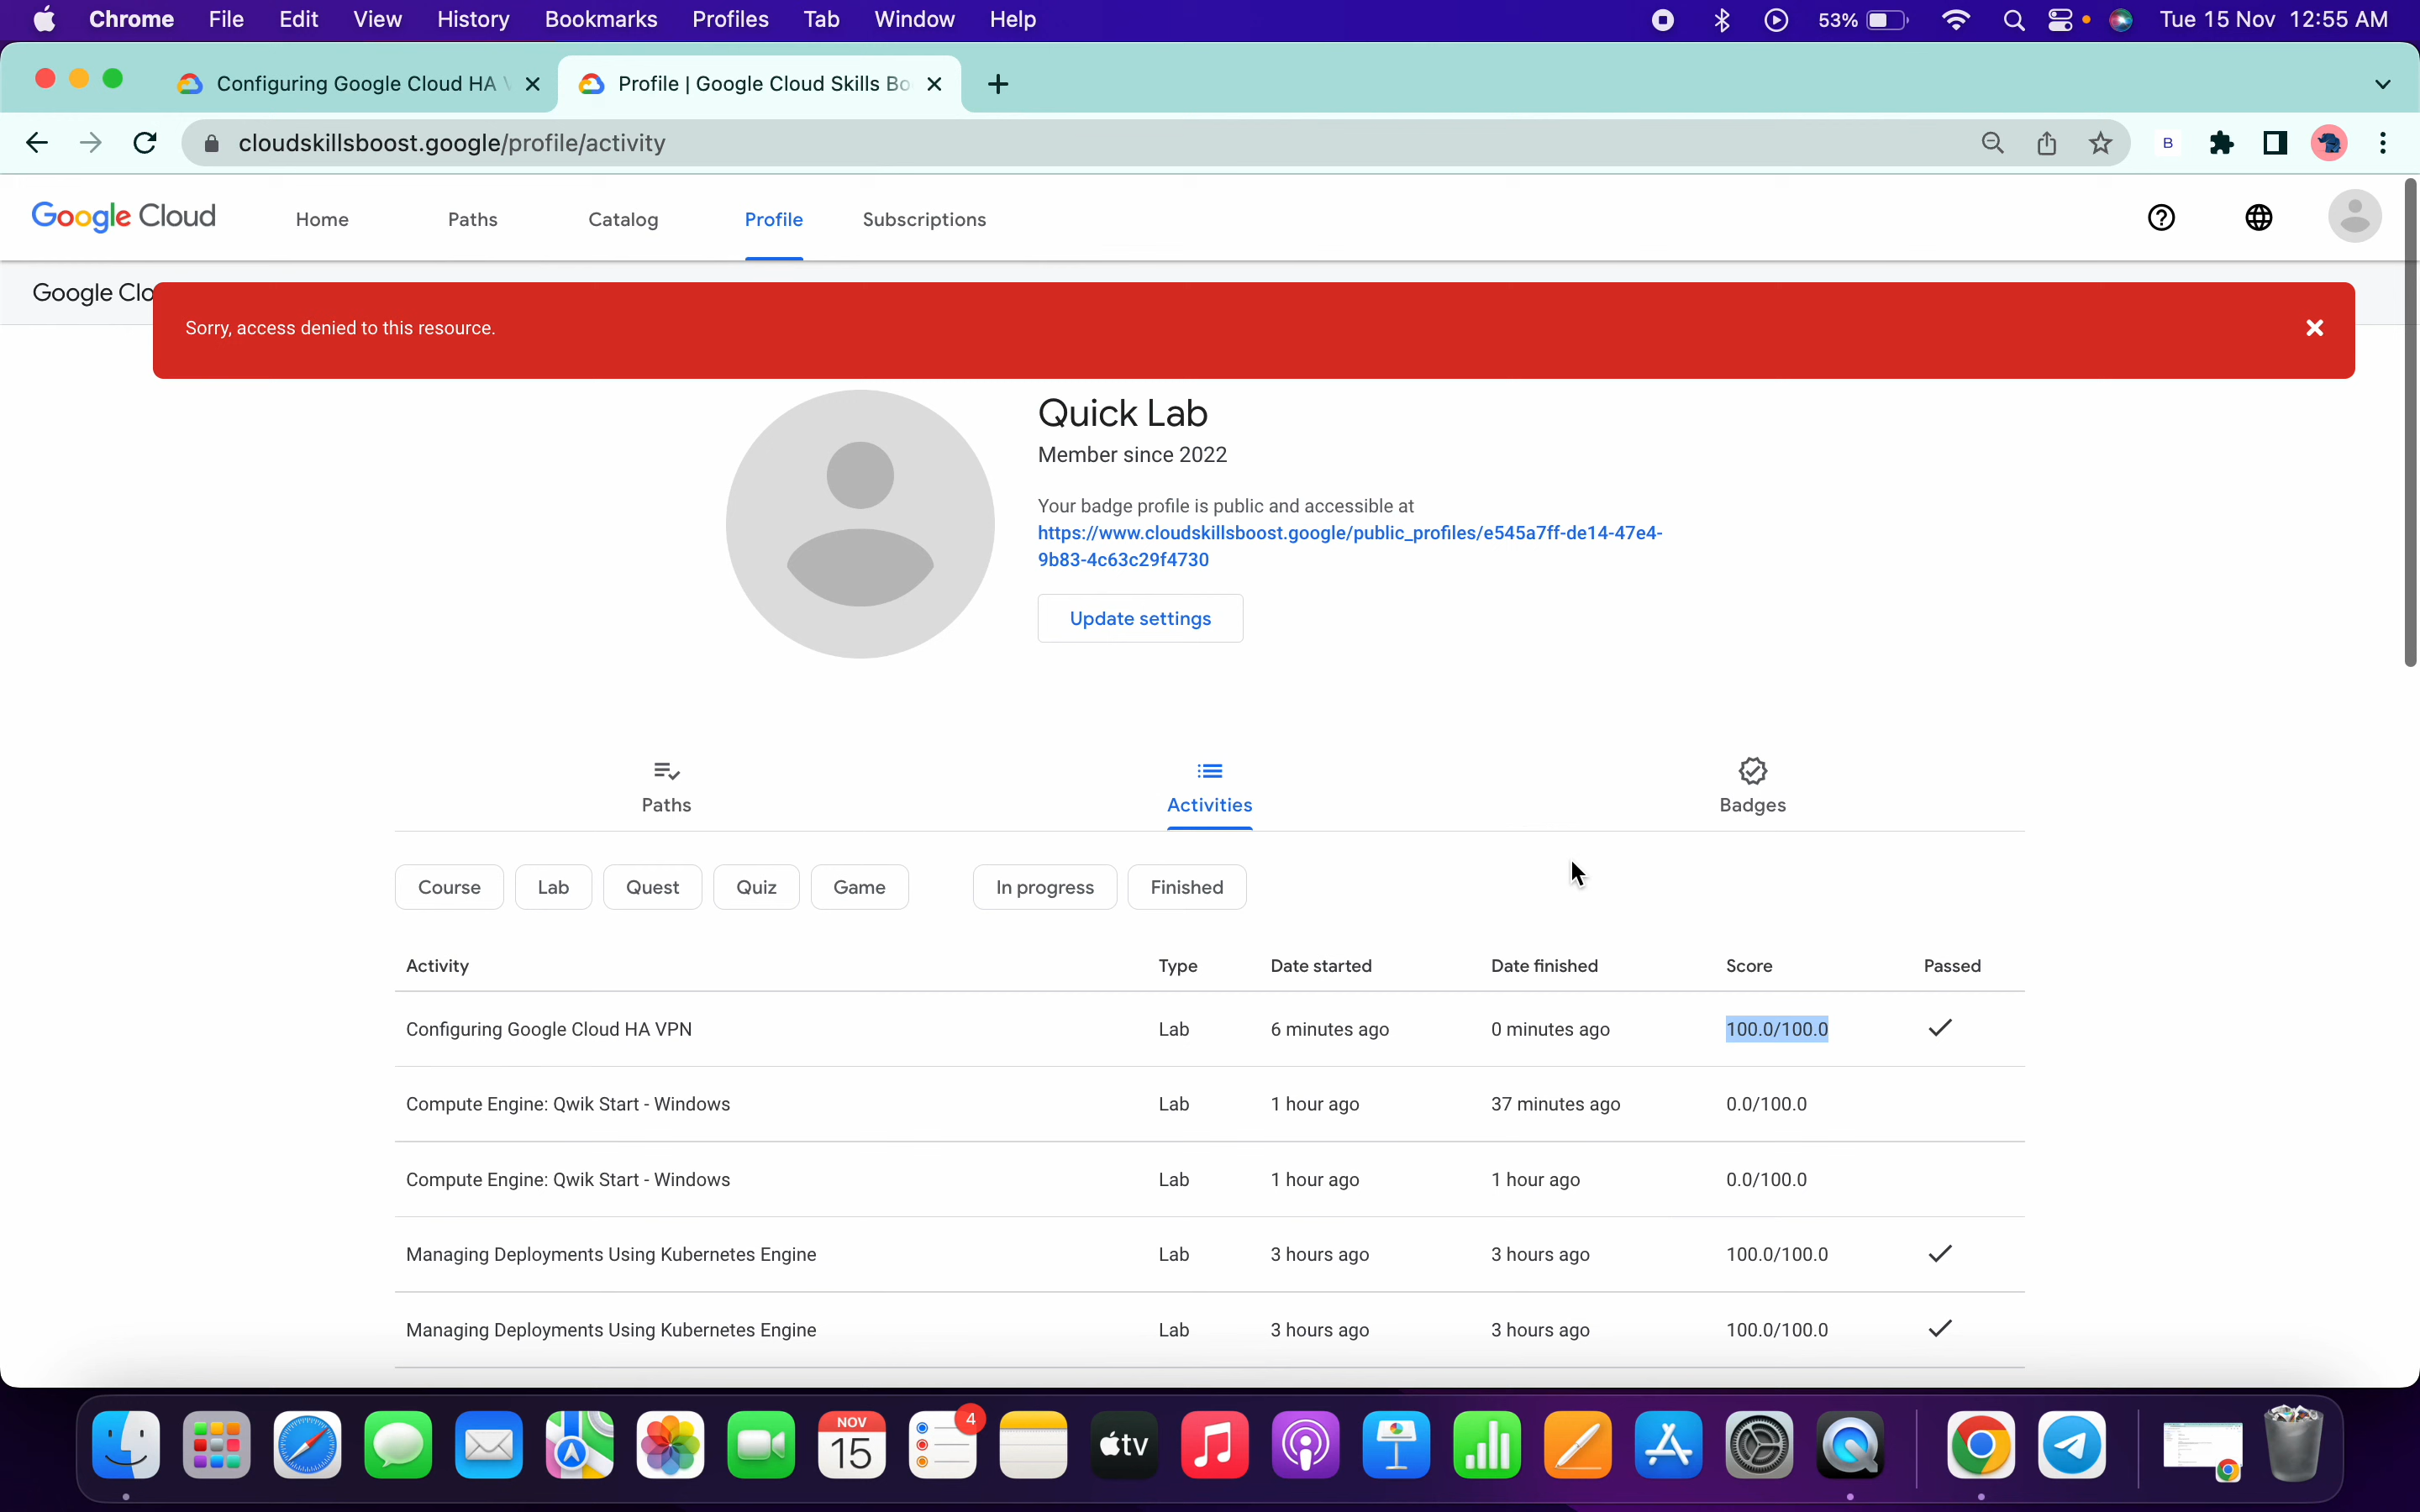 Chrome File Edit View History Bookmarks Profiles Tab Window Help 53% Tue 15 Nov 12:55 AM
Configuring Google Cloud HA Profile | Google Cloud Skills Bo
cloudskillsboost.google/profile/activity B
Google Cloud Home Paths Catalog Profile Subscriptions
Google Clo
Sorry, access denied to this resource.
Quick Lab
Member since 2022
Your badge profile is public and accessible at
https://www.cloudskillsboost.google/public_profiles/e545a7ff-de14-47e4-
9b83-4c63c29f4730
Update settings
Paths Activities Badges
Course Lab Quest Quiz Game In progress Finished
Activity Type Date started Date finished Score Passed
Configuring Google Cloud HA VPN Lab 6 minutes ago 0 minutes ago 100.0/100.0
Compute Engine: Qwik Start - Windows Lab 1 hour ago 37 minutes ago 0.0/100.0
Compute Engine: Qwik Start - Windows Lab 1 hour ago 1 hour ago 0.0/100.0
Managing Deployments Using Kubernetes Engine Lab 3 hours ago 3 hours ago 100.0/100.0
Managing Deployments Using Kubernetes Engine Lab 3 hours ago 3 hours ago 100.0/100.0
NOV 4
15 tv